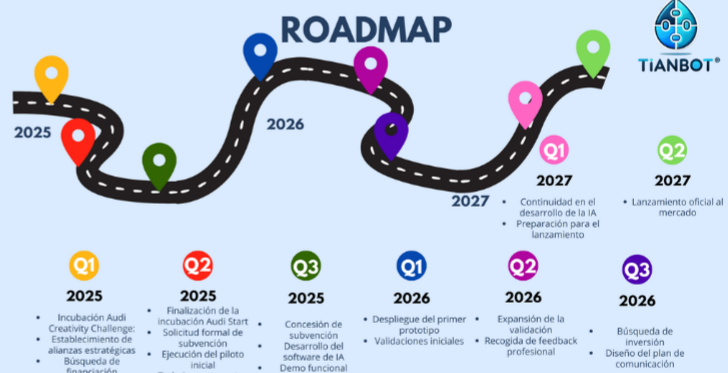 ROADMAP
TiANBOT®
2025
2026
2027
Q1
2027
Continuidad en el
desarrollo de la IA
Preparación para el
lanzamiento
Q2
2027
Lanzamiento oficial al
mercado
Q1
2025
Incubación Audi
Creativity Challenge:
Establecimiento de
alianzas estratégicas
Búsqueda de
financiación
Q2
2025
Finalización de la
incubación Audi Start
Solicitud formal de
subvención
Ejecución del piloto
inicial
Q3
2025
Concesión de
subvención
Desarrollo del
software de IA
Demo funcional
Q1
2026
Despliegue del primer
prototipo
Validaciones iniciales
Q2
2026
Expansión de la
validación
Recogida de feedback
profesional
Q3
2026
Búsqueda de
inversión
Diseño del plan de
comunicación